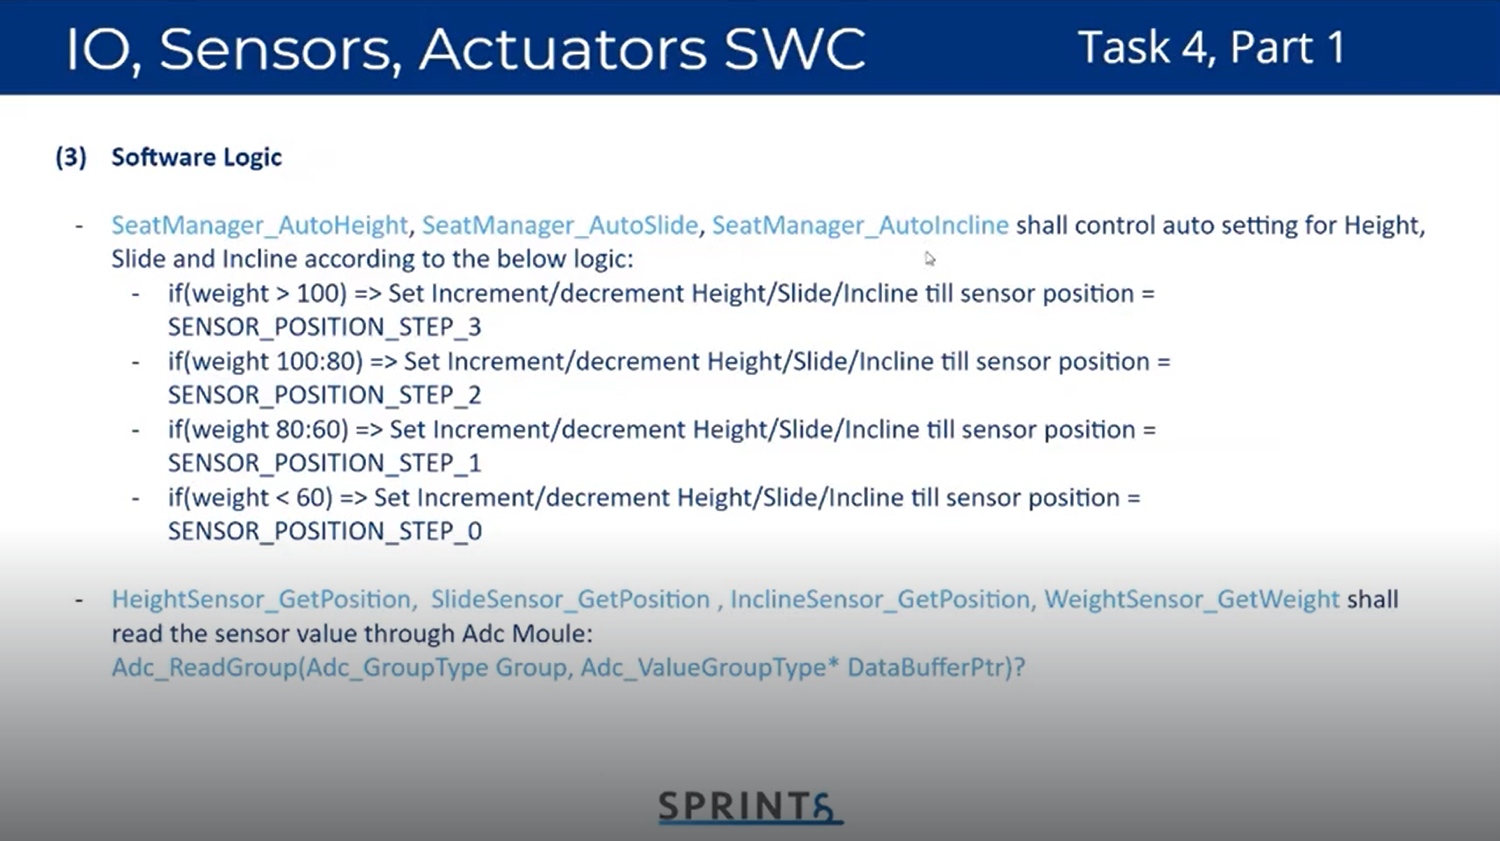 IO, Sensors, Actuators SWC
Task 4, Part 1
(3) Software Logic
- SeatManager_AutoHeight, SeatManager_AutoSlide, SeatManager_AutoIncline shall control auto setting for Height,
Slide and Incline according to the below logic:
- if(weight > 100) => Set Increment/decrement Height/Slide/Incline till sensor position =
SENSOR_POSITION_STEP_3
- if(weight 100:80) => Set Increment/decrement Height/Slide/Incline till sensor position =
SENSOR_POSITION_STEP_2
- if(weight 80:60) => Set Increment/decrement Height/Slide/Incline till sensor position =
SENSOR_POSITION_STEP_1
- if(weight < 60) => Set Increment/decrement Height/Slide/Incline till sensor position =
SENSOR_POSITION_STEP_0
- HeightSensor_GetPosition, SlideSensor_GetPosition , InclineSensor_GetPosition, WeightSensor_GetWeight shall
read the sensor value through Adc Moule:
Adc_ReadGroup(Adc_GroupType Group, Adc_ValueGroupType* DataBufferPtr)?
SPRINTS